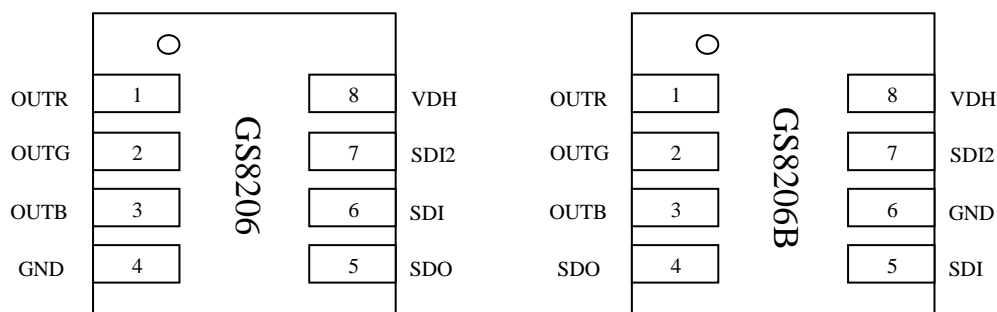 OUTR 1 8 VDH
OUTG 2 7 SDI2
OUTB 3 6 SDI
GND 4 5 SDO
GS8206
OUTR 1 8 VDH
OUTG 2 7 SDI2
OUTB 3 6 GND
SDO 4 5 SDI
GS8206B